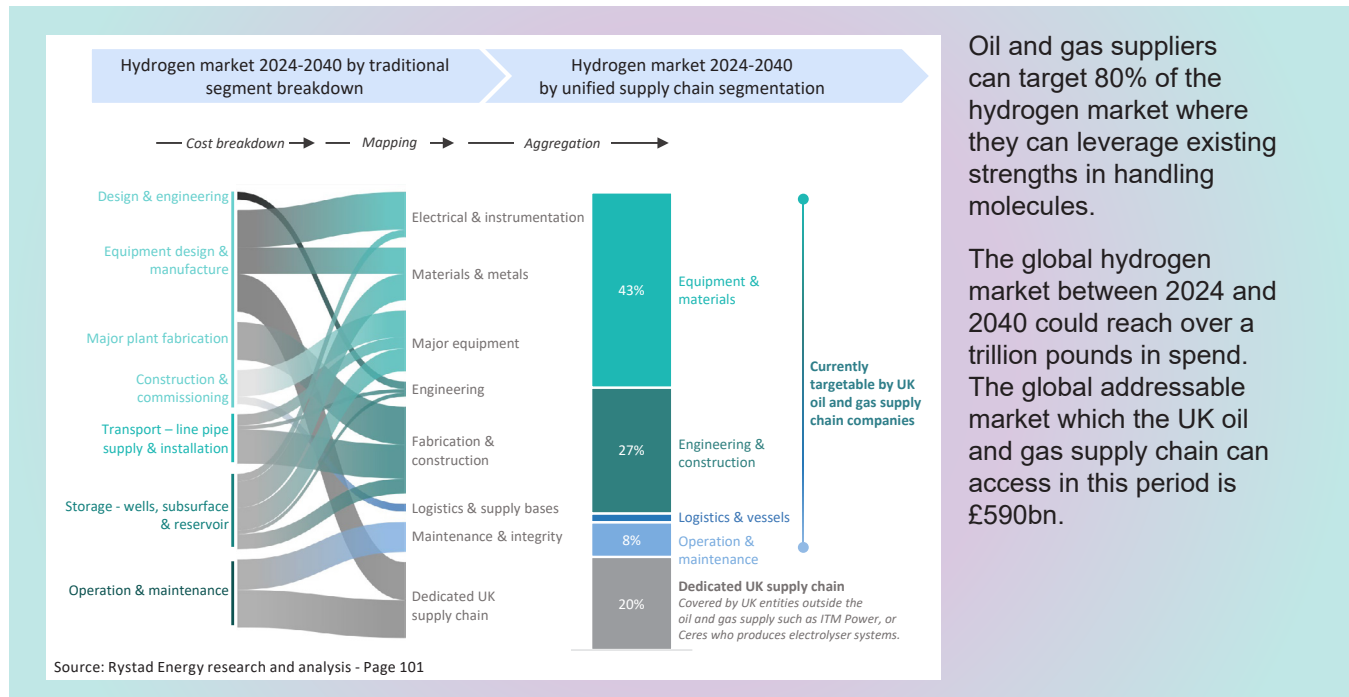 Hydrogen market 2024-2040 by traditional
segment breakdown
Hydrogen market 2024-2040
by unified supply chain segmentation
Cost breakdown
Mapping
Aggregation
Design & engineering
Equipment design &
manufacture
Major plant fabrication
Construction &
commissioning
Transport – line pipe
supply & installation
Storage - wells, subsurface
& reservoir
Operation & maintenance
Electrical & instrumentation
Materials & metals
Major equipment
Engineering
Fabrication &
construction
Logistics & supply bases
Maintenance & integrity
Dedicated UK
supply chain
43%
27%
8%
20%
Equipment &
materials
Engineering &
construction
Logistics & vessels
Operation &
maintenance
Dedicated UK supply chain
Covered by UK entities outside the
oil and gas supply such as ITM Power, or
Ceres who produces electrolyser systems.
Currently
targetable by UK
oil and gas supply
chain companies
Source: Rystad Energy research and analysis - Page 101
Oil and gas suppliers
can target 80% of the
hydrogen market where
they can leverage existing
strengths in handling
molecules.
The global hydrogen
market between 2024 and
2040 could reach over a
trillion pounds in spend.
The global addressable
market which the UK oil
and gas supply chain can
access in this period is
£590bn.